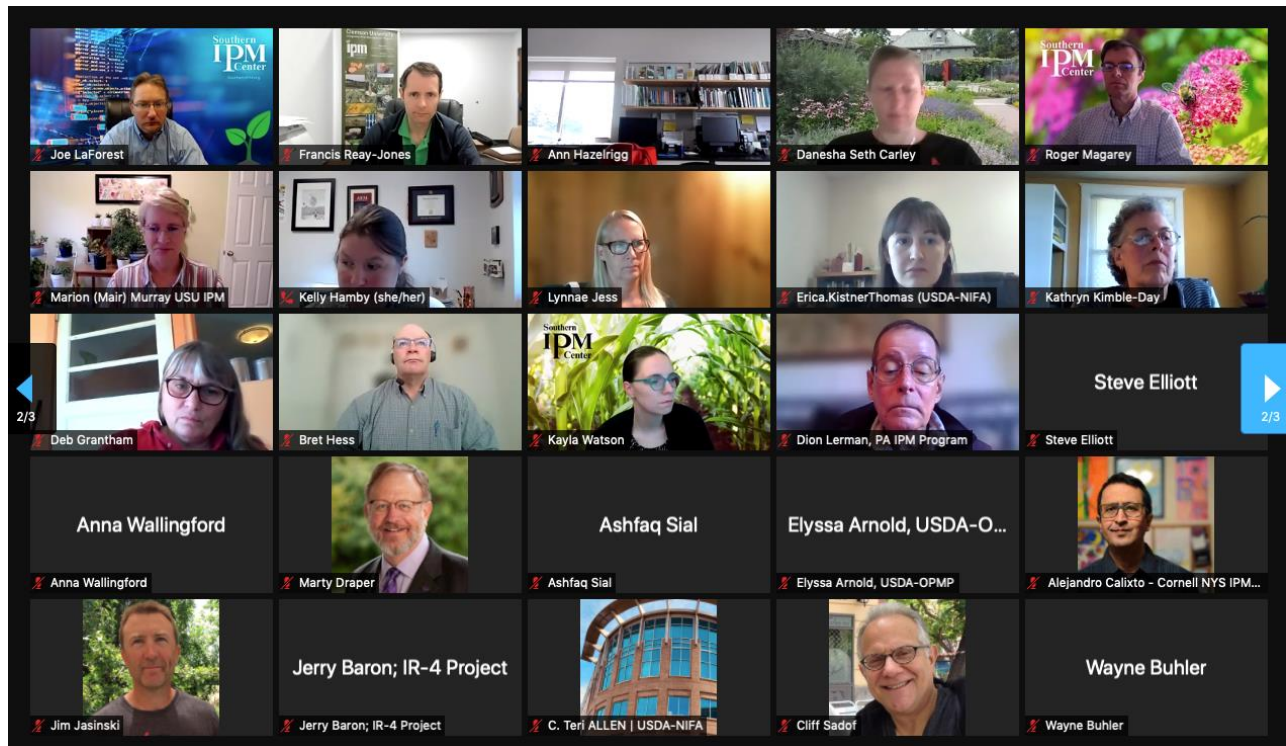 Southern
IPM
Center
Joe LaForest
Clemson University
ipm
Francis Reay-Jones
Ann Hazelrigg
Danesha Seth Carley
Southern
IPM
Center
Roger Magarey
Marion (Mair) Murray USU IPM
Kelly Hamby (she/her)
Lynnae Jess
Erica.KistnerThomas (USDA-NIFA)
Kathryn Kimble-Day
2/3
Deb Grantham
Bret Hess
Southern
IPM
Center
Kayla Watson
Dion Lerman, PA IPM Program
Steve Elliott
Steve Elliott
2/3
Anna Wallingford
Anna Wallingford
Marty Draper
Ashfaq Sial
Ashfaq Sial
Elyssa Arnold, USDA-O...
Elyssa Arnold, USDA-OPMP
Alejandro Calixto - Cornell NYS IPM...
Jim Jasinski
Jerry Baron; IR-4 Project
Jerry Baron; IR-4 Project
C. Teri ALLEN | USDA-NIFA
Cliff Sadof
Wayne Buhler
Wayne Buhler